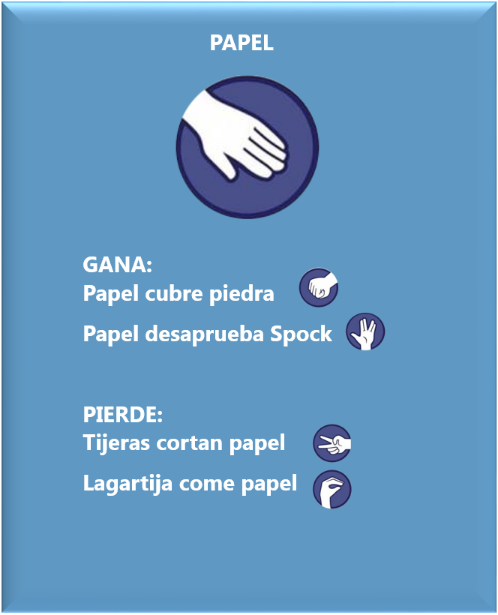 PAPEL
GANA:
Papel cubre piedra
Papel desaprueba Spock
PIERDE:
Tijeras cortan papel
Lagartija come papel